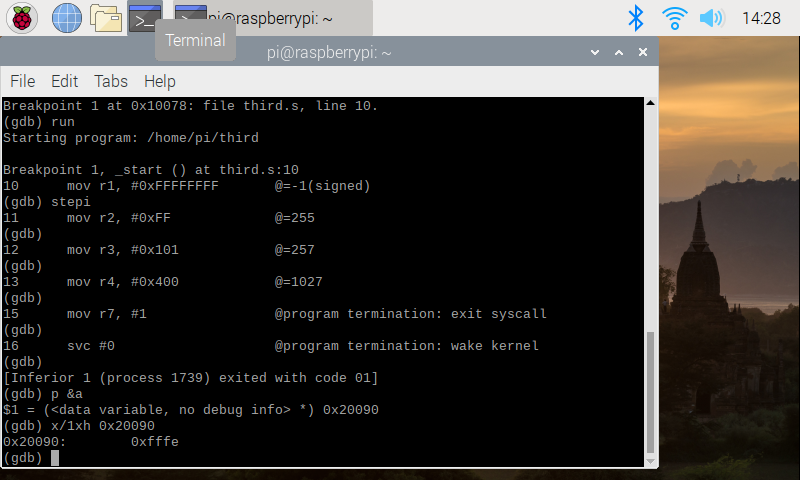 pi@raspberrypi: ~
14:28
Terminal
pi@raspberrypi: ~
File Edit Tabs Help
Breakpoint 1 at 0x10078: file third.s, line 10.
(gdb) run
Starting program: /home/pi/third
Breakpoint 1, _start () at third.s:10
10      mov r1, #0xFFFFFFFF       @=-1(signed)
(gdb) stepi
11      mov r2, #0xFF             @=255
(gdb)
12      mov r3, #0x101            @=257
(gdb)
13      mov r4, #0x400            @=1027
(gdb)
15      mov r7, #1                @program termination: exit syscall
(gdb)
16      svc #0                    @program termination: wake kernel
(gdb)
[Inferior 1 (process 1739) exited with code 01]
(gdb) p &a
$1 = (<data variable, no debug info> *) 0x20090
(gdb) x/1xh 0x20090
0x20090:        0xfffe
(gdb)